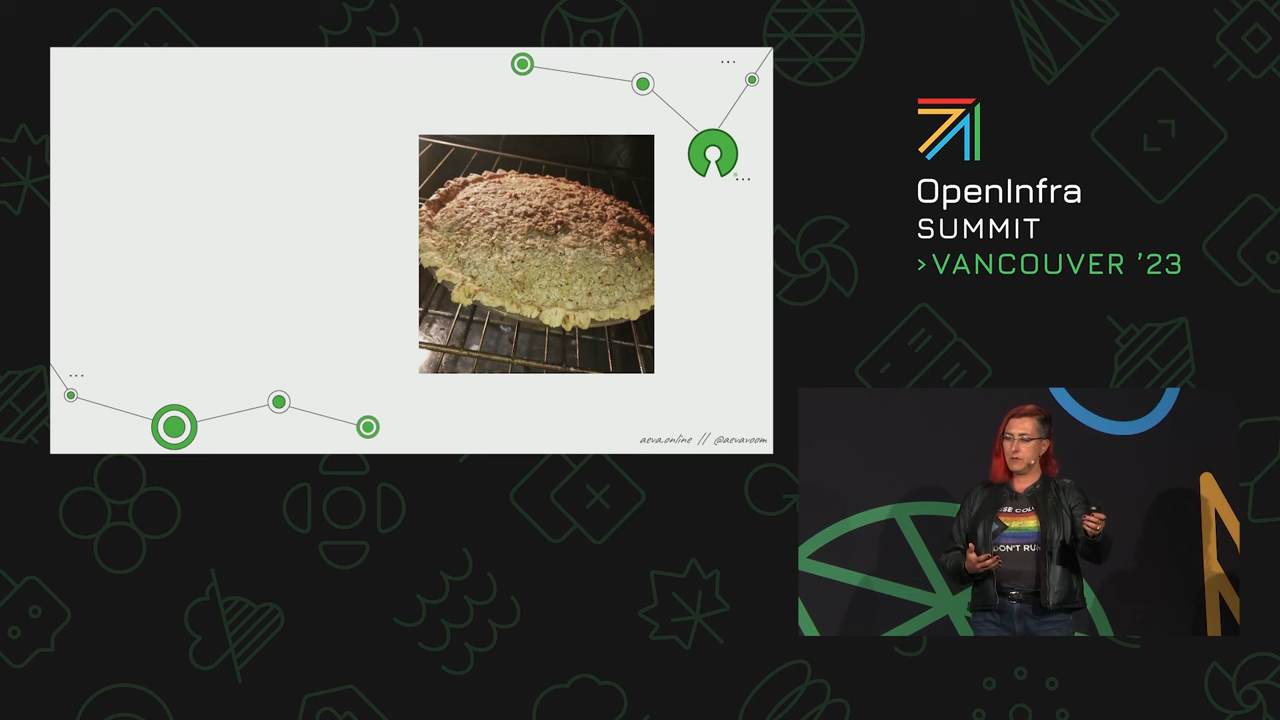 aeva.online // @aevavoom
OpenInfra
SUMMIT
>VANCOUVER '23
DON'T RUN